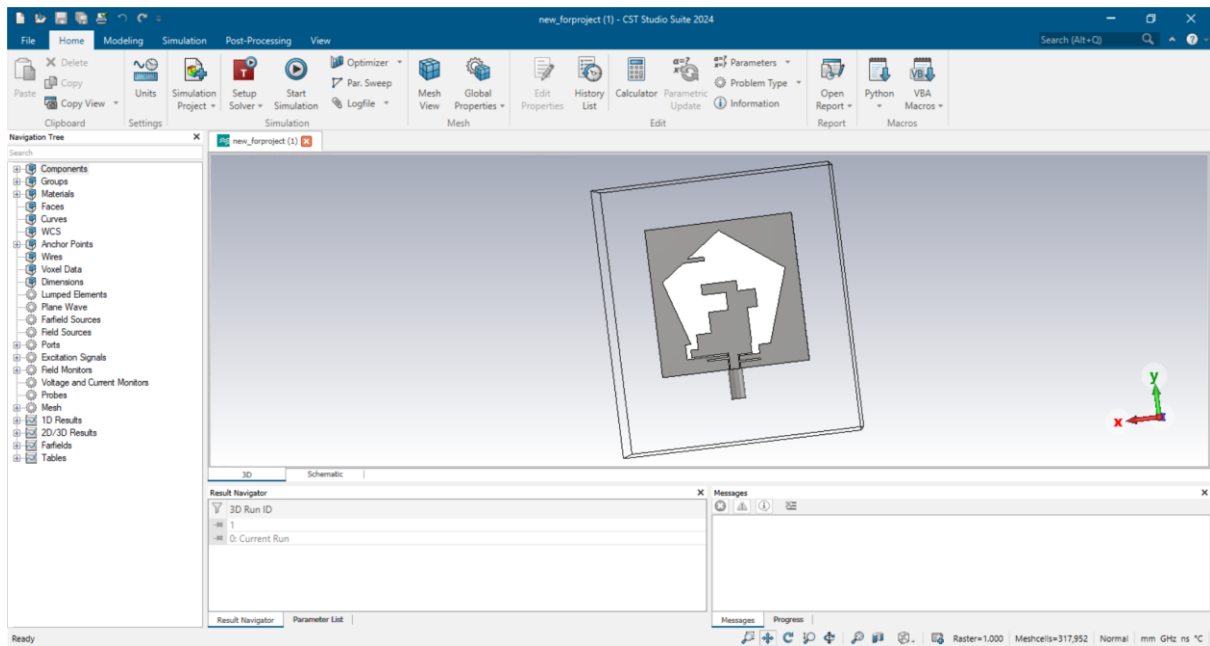 new_forproject (1) - CST Studio Suite 2024
File Home Modeling Simulation Post-Processing View Search (Alt+Q)
Paste
Delete
Copy
Copy View
Clipboard
Units
Settings
Simulation Project
Setup Solver
Start Simulation
Optimizer
Par. Sweep
Logfile
Simulation
Mesh View
Global Properties
Mesh
Edit Properties
History List
Calculator
Parametric Update
Parameters
Problem Type
Information
Edit
Open Report
Report
Python
VBA Macros
Macros
Navigation Tree
Search
Components
Groups
Materials
Faces
Curves
WCS
Anchor Points
Wires
Voxel Data
Dimensions
Lumped Elements
Plane Wave
Farfield Sources
Field Sources
Ports
Excitation Signals
Field Monitors
Voltage and Current Monitors
Probes
Mesh
1D Results
2D/3D Results
Farfields
Tables
new_forproject (1)
y
x
3D Schematic
Result Navigator
3D Run ID
1
0: Current Run
Result Navigator Parameter List
Messages
Messages Progress
Ready
Raster=1.000 Meshcells=317,952 Normal mm GHz ns °C